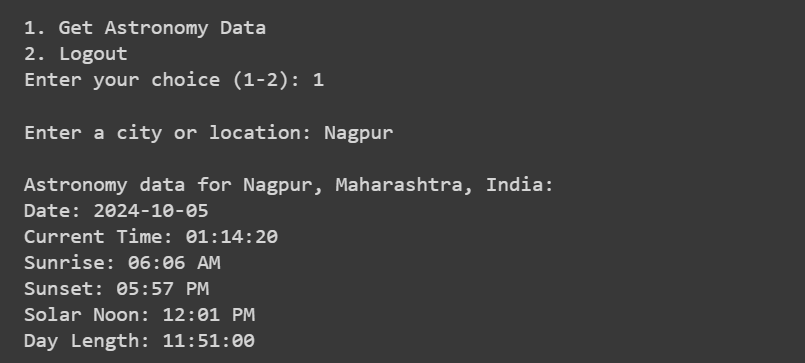 1. Get Astronomy Data
2. Logout
Enter your choice (1-2): 1
Enter a city or location: Nagpur
Astronomy data for Nagpur, Maharashtra, India:
Date: 2024-10-05
Current Time: 01:14:20
Sunrise: 06:06 AM
Sunset: 05:57 PM
Solar Noon: 12:01 PM
Day Length: 11:51:00